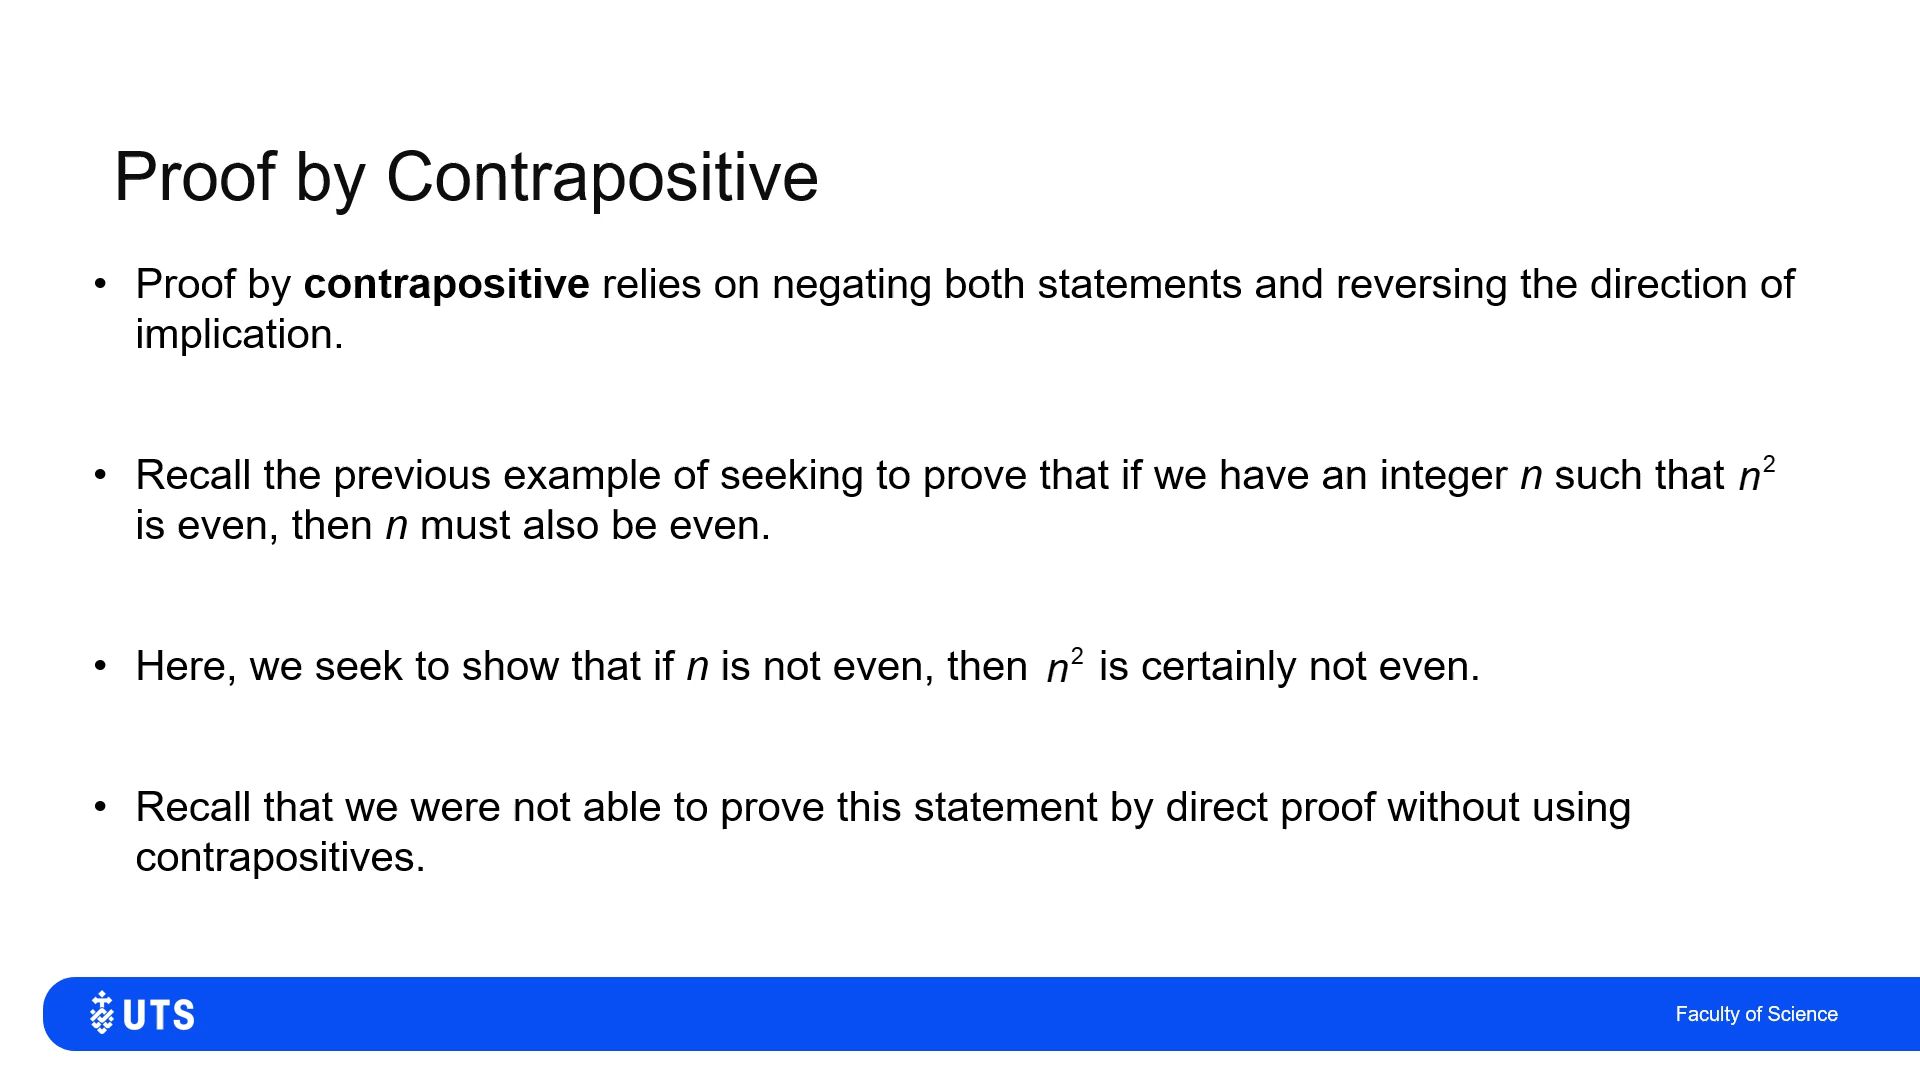 Proof by Contrapositive
• Proof by contrapositive relies on negating both statements and reversing the direction of
implication.
• Recall the previous example of seeking to prove that if we have an integer n such that n²
is even, then n must also be even.
• Here, we seek to show that if n is not even, then n² is certainly not even.
• Recall that we were not able to prove this statement by direct proof without using
contrapositives.
UTS
Faculty of Science